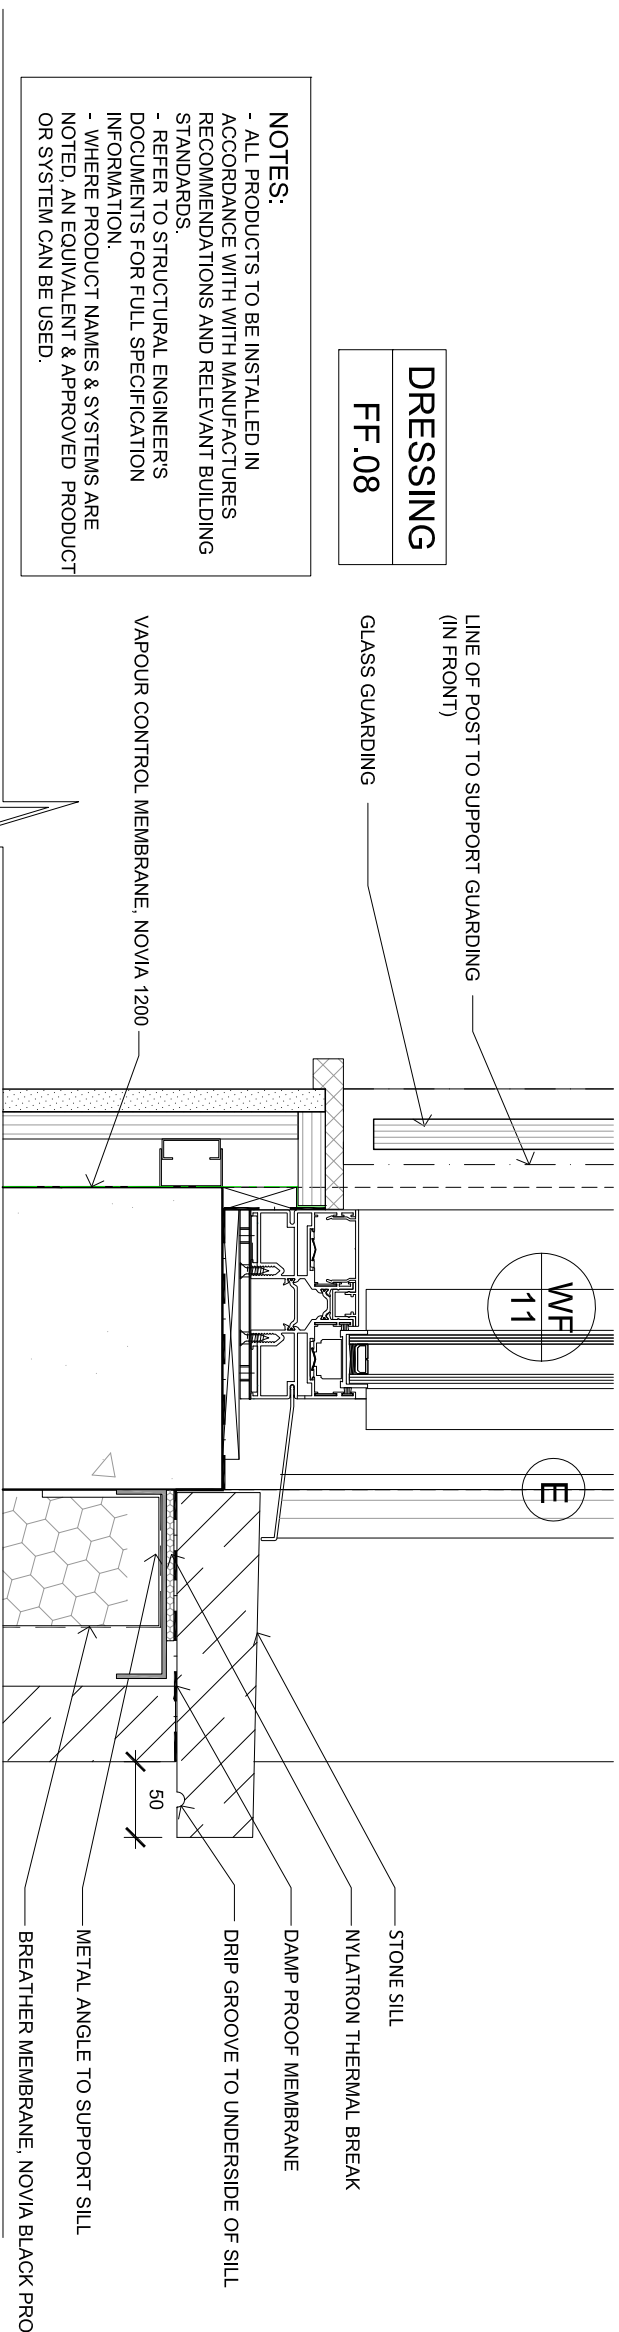 DRESSING
FF.08
NOTES:
- ALL PRODUCTS TO BE INSTALLED IN
ACCORDANCE WITH WITH MANUFACTURES
RECOMMENDATIONS AND RELEVANT BUILDING
STANDARDS.
- REFER TO STRUCTURAL ENGINEER'S
DOCUMENTS FOR FULL SPECIFICATION
INFORMATION.
- WHERE PRODUCT NAMES & SYSTEMS ARE
NOTED, AN EQUIVALENT & APPROVED PRODUCT
OR SYSTEM CAN BE USED.
LINE OF POST TO SUPPORT GUARDING
(IN FRONT)
GLASS GUARDING
VAPOUR CONTROL MEMBRANE, NOVIA 1200
WF
11
E
50
STONE SILL
NYLATRON THERMAL BREAK
DAMP PROOF MEMBRANE
DRIP GROOVE TO UNDERSIDE OF SILL
METAL ANGLE TO SUPPORT SILL
BREATHER MEMBRANE, NOVIA BLACK PRO